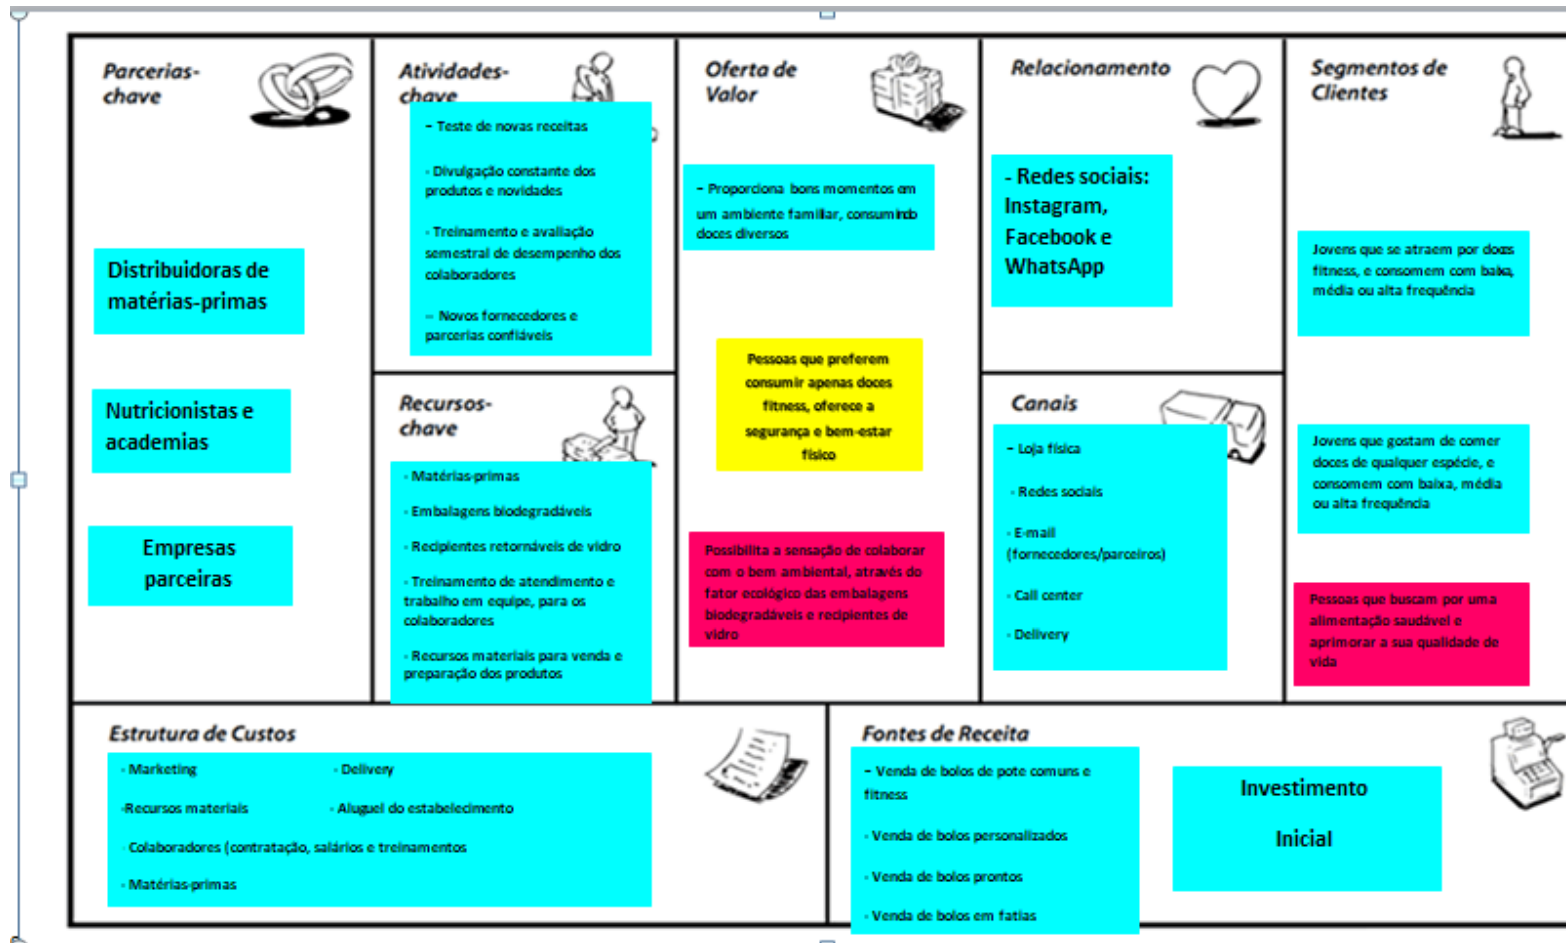 Parcerias-
chave
Distribuidoras de
matérias-primas
Nutricionistas e
academias
Empresas
parceiras
Atividades-
chave
- Teste de novas receitas
- Divulgação constante dos
produtos e novidades
- Treinamento e avaliação
semestral de desempenho dos
colaboradores
-- Novos fornecedores e
parcerias confiáveis
Recursos-
chave
- Matérias-primas
- Embalagens biodegradáveis
- Recipientes retornáveis de vidro
- Treinamento de atendimento e
trabalho em equipe, para os
colaboradores
- Recursos materiais para venda e
preparação dos produtos
Oferta de
Valor
- Proporciona bons momentos em
um ambiente familiar, consumindo
doces diversos
Pessoas que preferem
consumir apenas doces
fitness, oferece a
segurança e bem-estar
físico
Possibilita a sensação de colaborar
com o bem ambiental, através do
fator ecológico das embalagens
biodegradáveis e recipientes de
vidro
Relacionamento
- Redes sociais:
Instagram,
Facebook e
WhatsApp
Canais
- Loja física
- Redes sociais
- E-mail
(fornecedores/parceiros)
- Call center
- Delivery
Segmentos de
Clientes
Jovens que se atraem por doces
fitness, e consomem com baixa,
média ou alta frequência
Jovens que gostam de comer
doces de qualquer espécie, e
consomem com baixa, média
ou alta frequência
Pessoas que buscam por uma
alimentação saudável e
aprimorar a sua qualidade de
vida
Estrutura de Custos
- Marketing - Delivery
-Recursos materiais - Aluguel do estabelecimento
- Colaboradores (contratação, salários e treinamentos
- Matérias-primas
Fontes de Receita
- Venda de bolos de pote comuns e
fitness
- Venda de bolos personalizados
- Venda de bolos prontos
- Venda de bolos em fatias
Investimento
Inicial